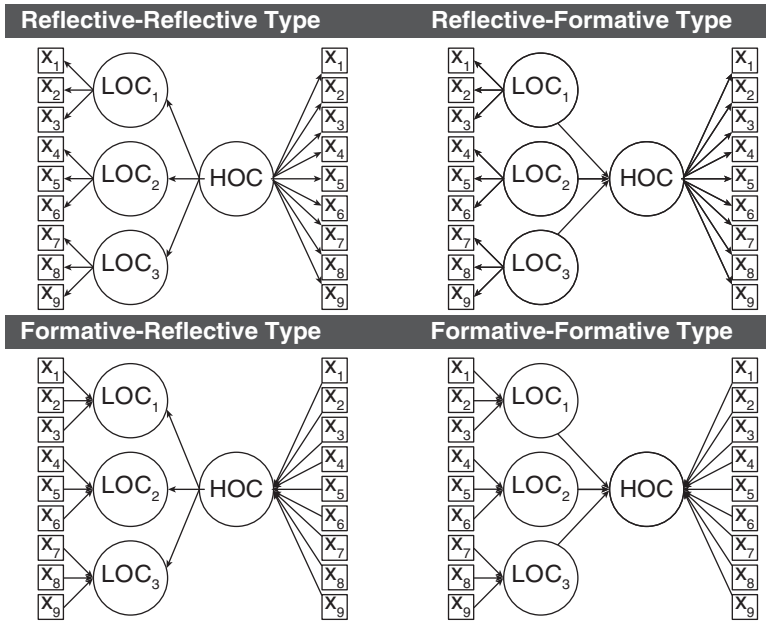 Reflective-Reflective Type
X1 X1
X2 LOC1 X2
X3 X3
X4 X4
X5 LOC2 HOC X5
X6 X6
X7 X7
X8 LOC3 X8
X9 X9
Reflective-Formative Type
X1 X1
X2 LOC1 X2
X3 X3
X4 X4
X5 LOC2 HOC X5
X6 X6
X7 X7
X8 LOC3 X8
X9 X9
Formative-Reflective Type
X1 X1
X2 LOC1 X2
X3 X3
X4 X4
X5 LOC2 HOC X5
X6 X6
X7 X7
X8 LOC3 X8
X9 X9
Formative-Formative Type
X1 X1
X2 LOC1 X2
X3 X3
X4 X4
X5 LOC2 HOC X5
X6 X6
X7 X7
X8 LOC3 X8
X9 X9